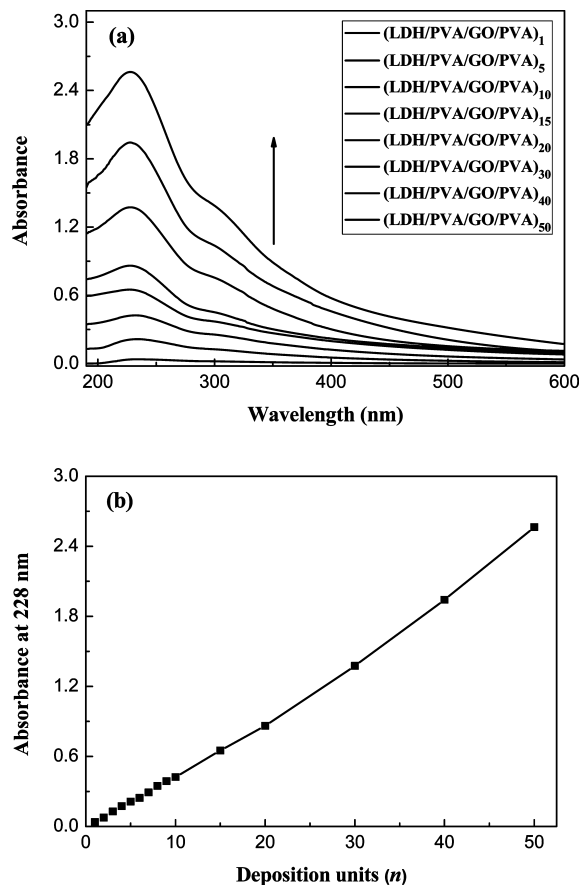 (a)
(LDH/PVA/GO/PVA)1
(LDH/PVA/GO/PVA)5
(LDH/PVA/GO/PVA)10
(LDH/PVA/GO/PVA)15
(LDH/PVA/GO/PVA)20
(LDH/PVA/GO/PVA)30
(LDH/PVA/GO/PVA)40
(LDH/PVA/GO/PVA)50
3.0
2.4
1.8
1.2
0.6
0.0
Absorbance
200 300 400 500 600
Wavelength (nm)
(b)
3.0
2.4
1.8
1.2
0.6
0.0
Absorbance at 228 nm
0 10 20 30 40 50
Deposition units (n)